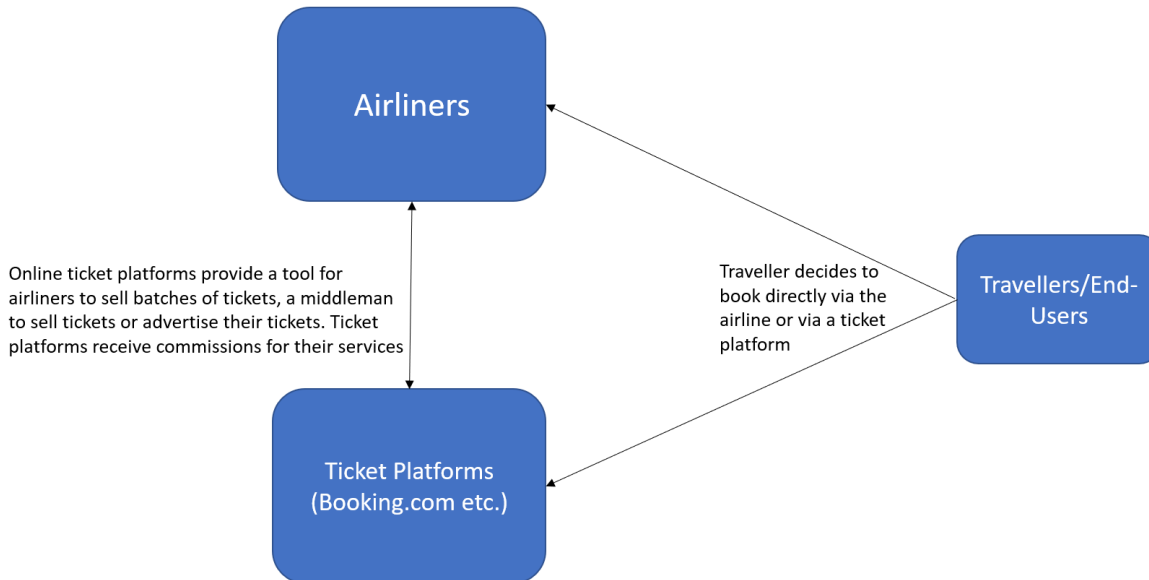 Airliners
Online ticket platforms provide a tool for
airliners to sell batches of tickets, a middleman
to sell tickets or advertise their tickets. Ticket
platforms receive commissions for their services
Traveller decides to
book directly via the
airline or via a ticket
platform
Travellers/End-
Users
Ticket Platforms
(Booking.com etc.)